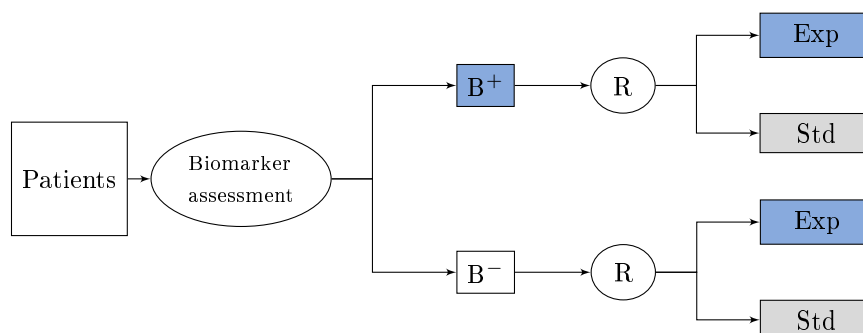 Patients
Biomarker
assessment
B⁺
R
Exp
Std
B⁻
R
Exp
Std